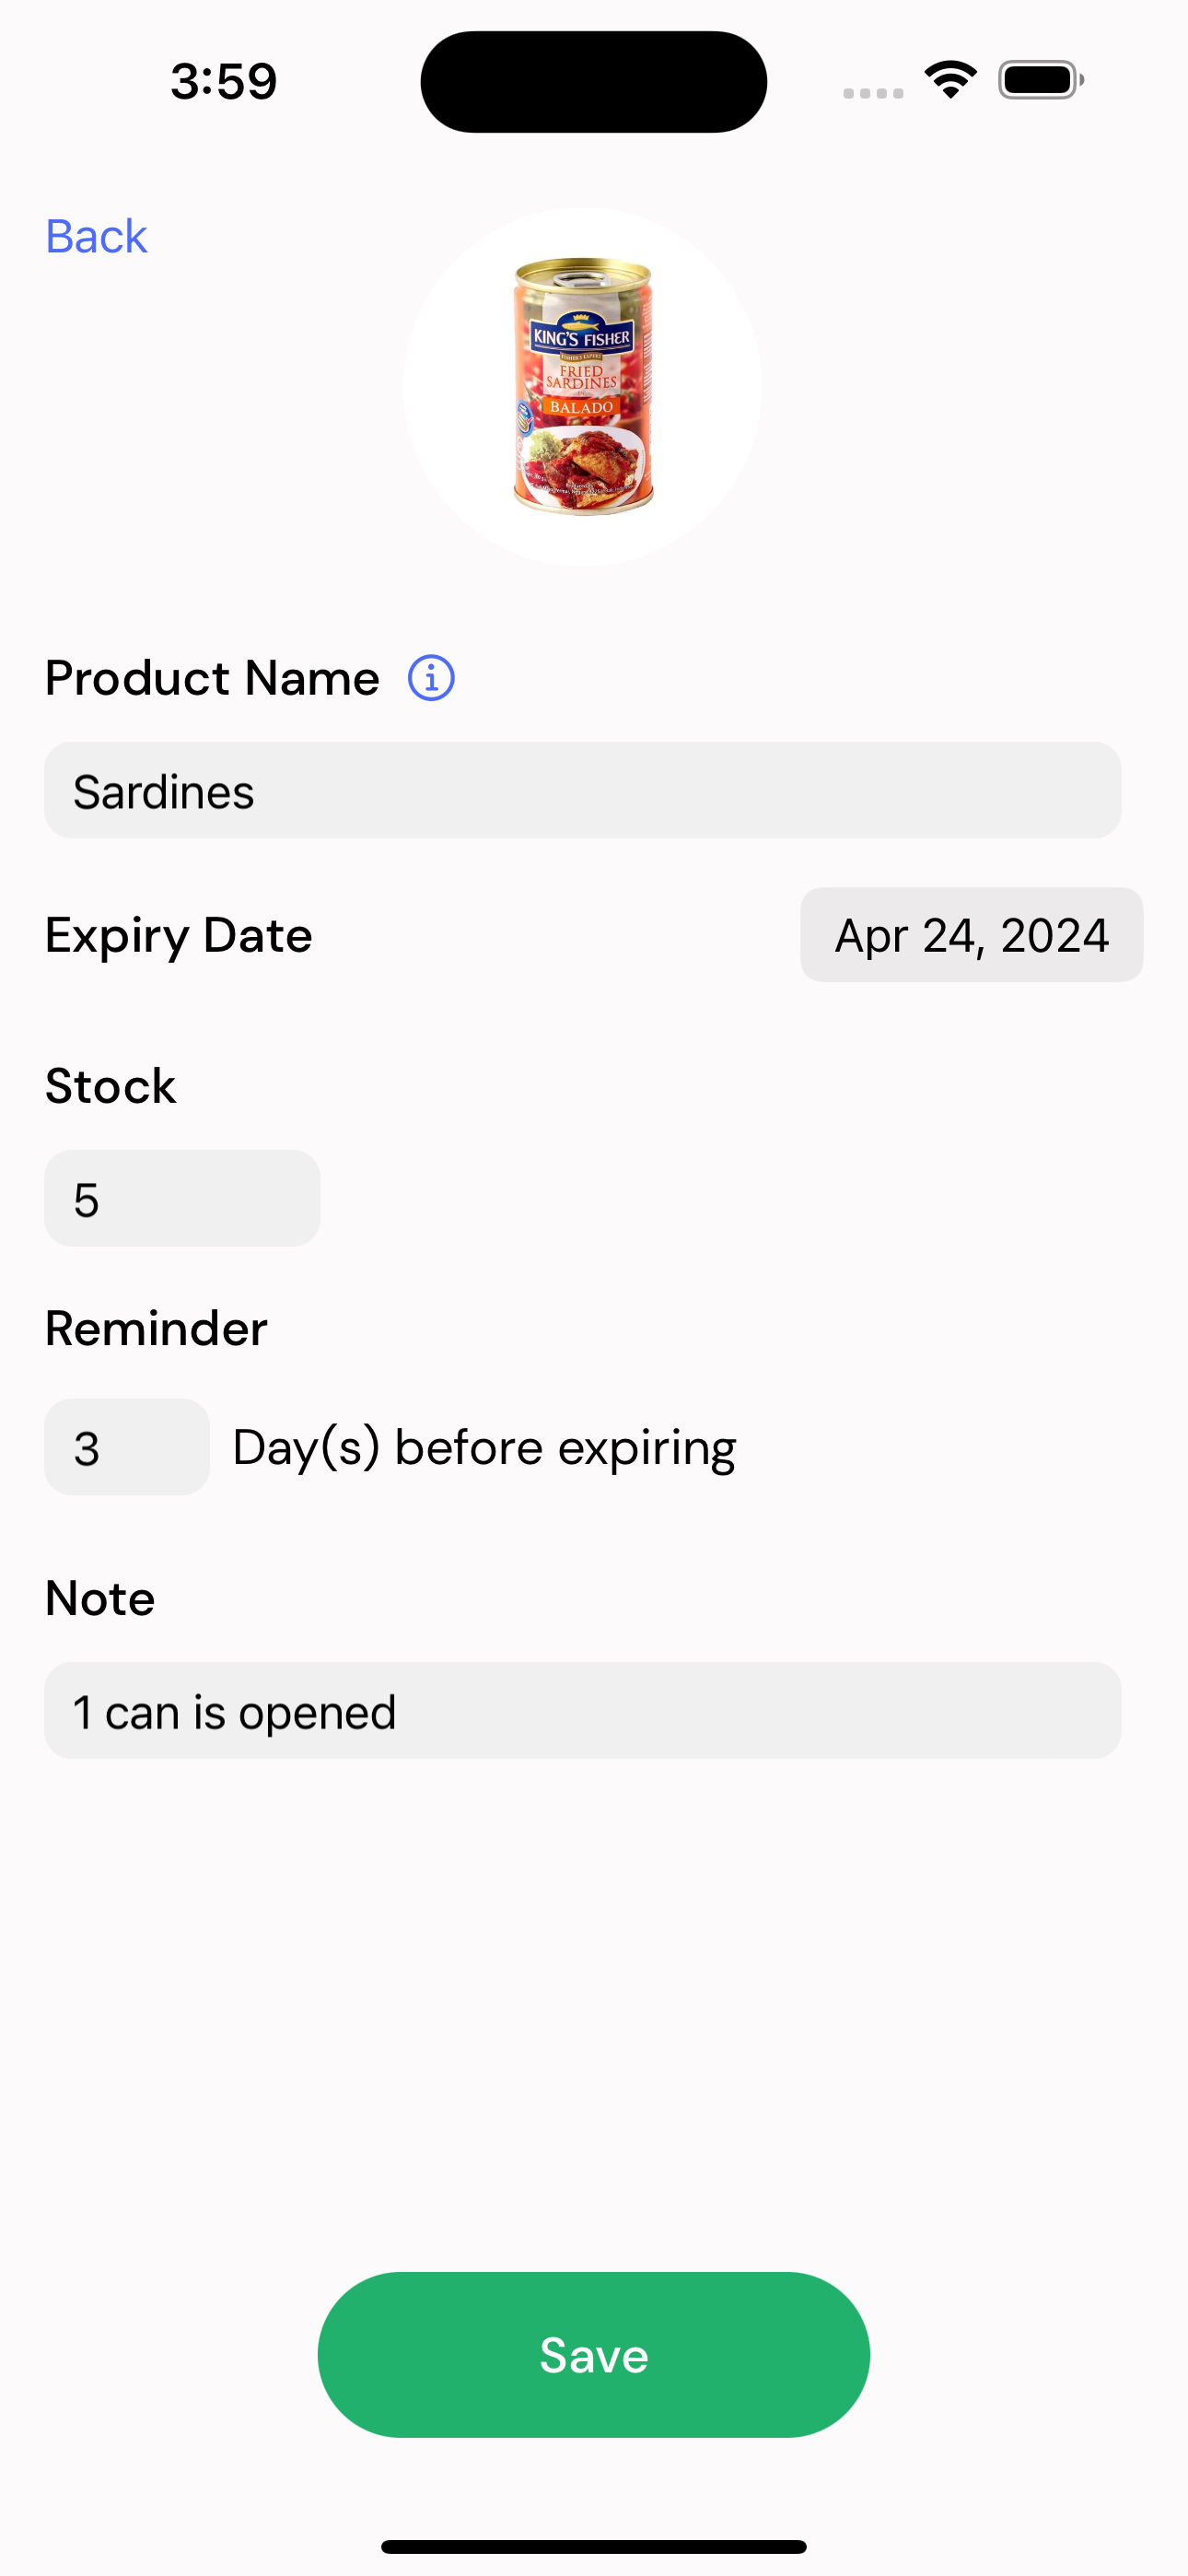 3:59
Back
KING'S FISHER
FRIED
SARDINES
IN
BALADO
Product Name
Sardines
Expiry Date
Apr 24, 2024
Stock
5
Reminder
3 Day(s) before expiring
Note
1 can is opened
Save